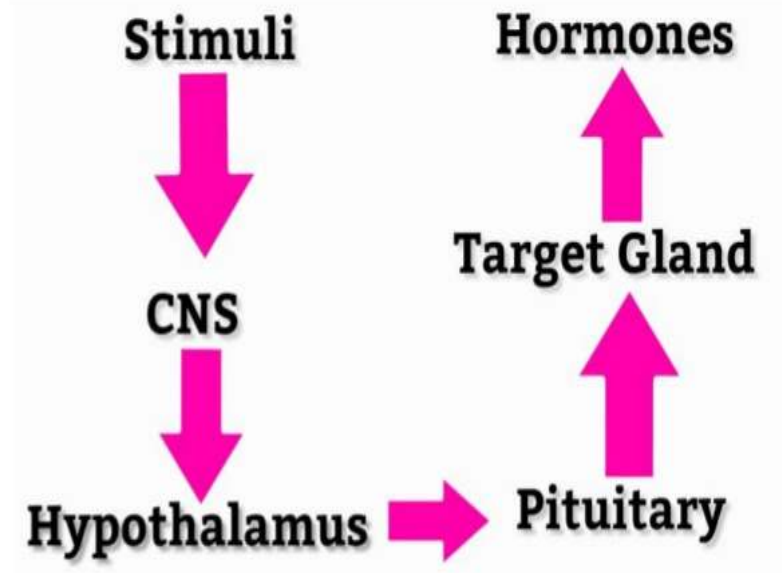 Stimuli
CNS
Hypothalamus
Pituitary
Target Gland
Hormones